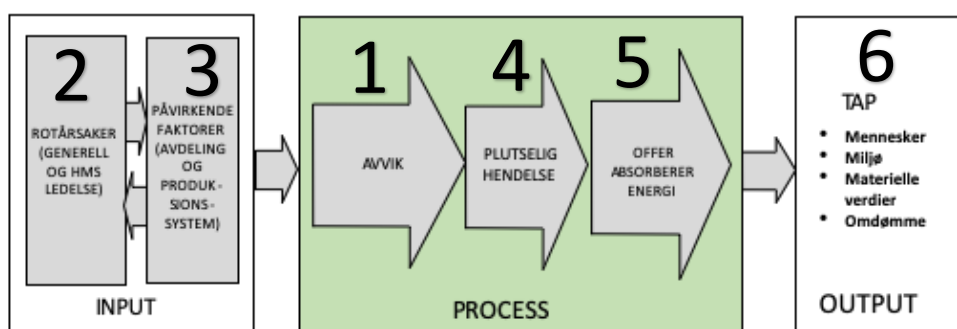 2
ROTÅRSAKER
(GENERELL
OG HMS
LEDELSE)
3
PÅVIRKENDE
FAKTORER
(AVDELING
OG
PRODUK-
SJONS-
SYSTEM)
INPUT
1
AVVIK
4
PLUTSELIG
HENDELSE
5
OFFER
ABSORBERER
ENERGI
PROCESS
6
TAP
• Mennesker
• Miljø
• Materielle
verdier
• Omdømme
OUTPUT